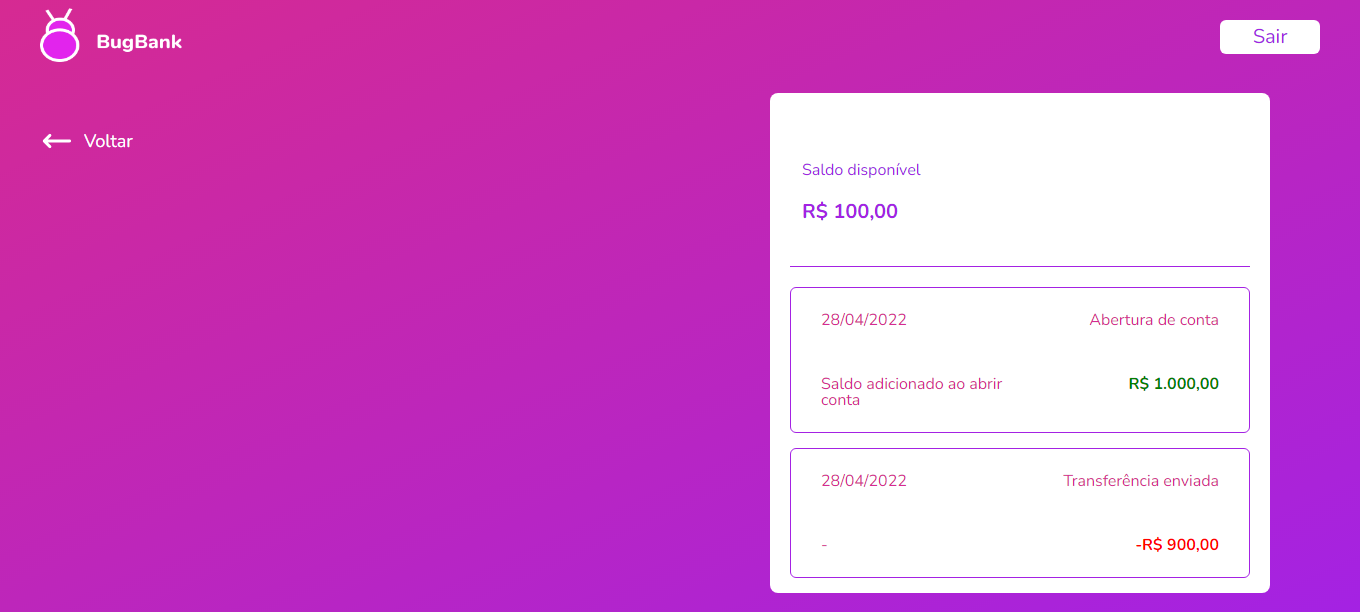 BugBank
Sair
Voltar
Saldo disponível
R$ 100,00
28/04/2022
Abertura de conta
Saldo adicionado ao abrir
conta
R$ 1.000,00
28/04/2022
Transferência enviada
-
-R$ 900,00